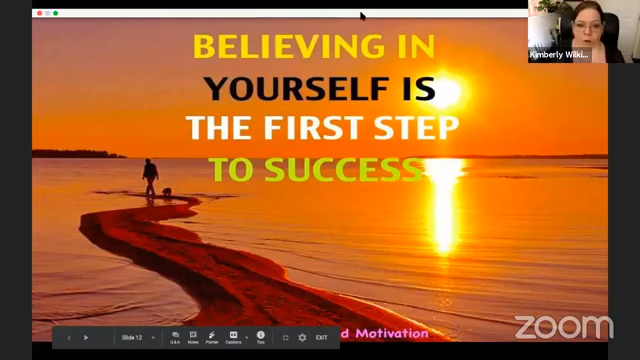 Kimberly Wilki...
BELIEVING IN
YOURSELF IS
THE FIRST STEP
TO SUCCESS
d Motivation
Slide 12
Q&A
Notes
Pointer
Captions
Tips
EXIT
zoom